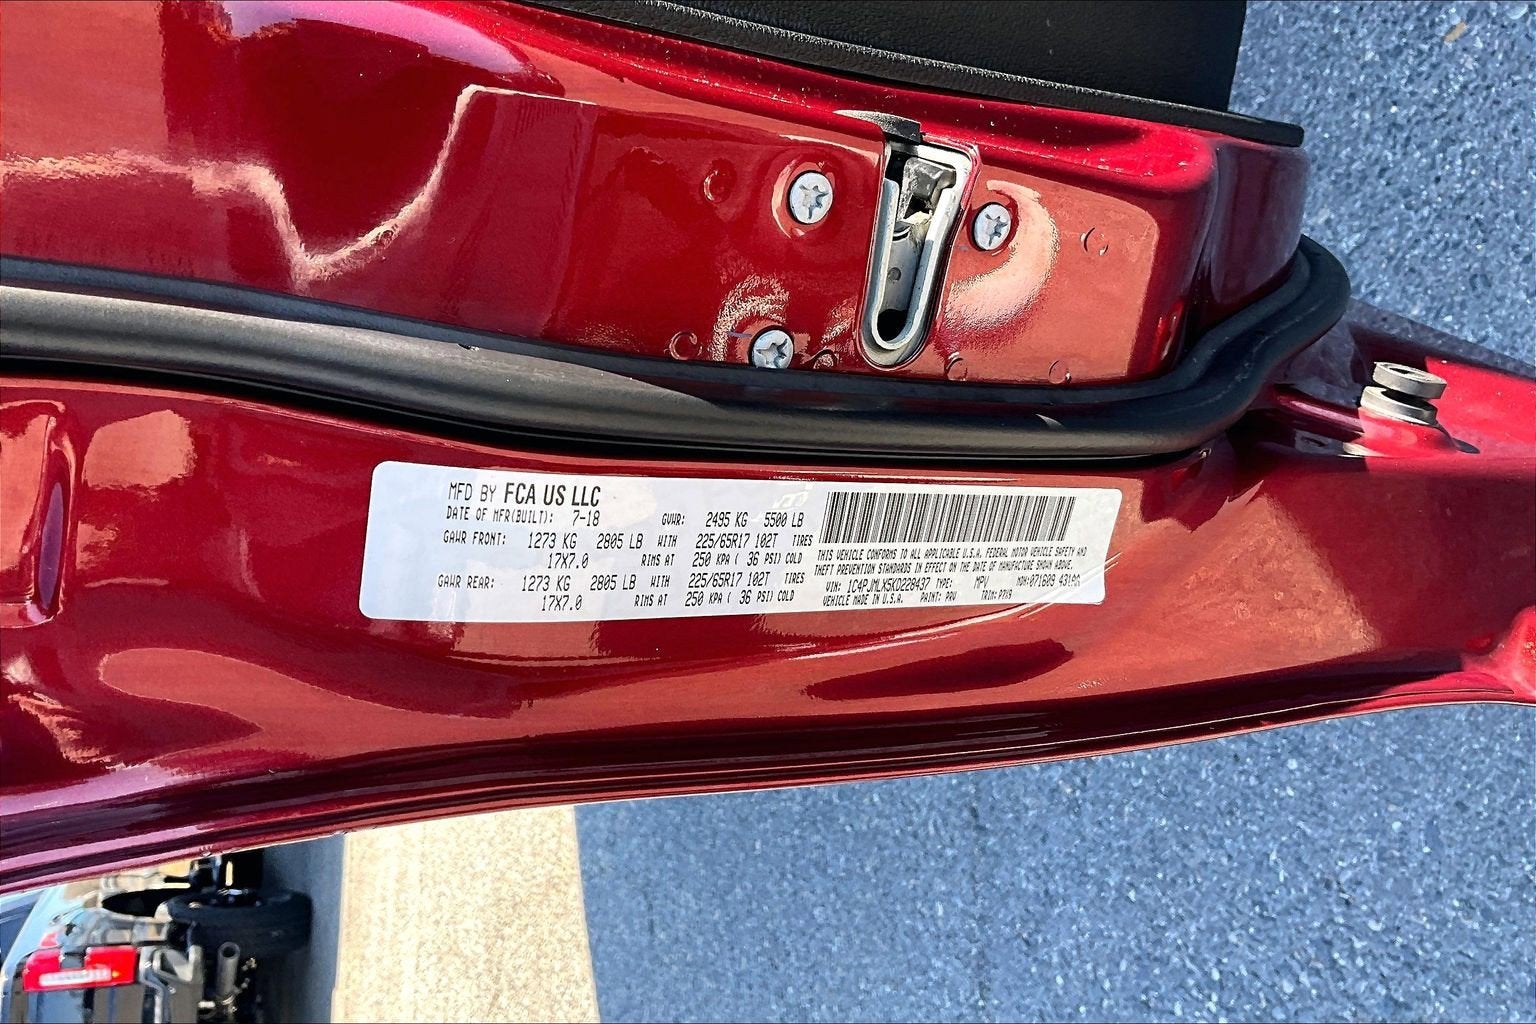 MFD BY FCA US LLC
DATE OF MFR(BUILT): 7-18 GVWR: 2495 KG 5500 LB
GAWR FRONT: 1273 KG 2805 LB WITH 225/65R17 102T TIRES
17X7.0 RIMS AT 250 KPA ( 36 PSI) COLD
GAWR REAR: 1273 KG 2805 LB WITH 225/65R17 102T TIRES
17X7.0 RIMS AT 250 KPA ( 36 PSI) COLD
THIS VEHICLE CONFORMS TO ALL APPLICABLE U.S.A. FEDERAL MOTOR VEHICLE SAFETY AND
THEFT PREVENTION STANDARDS IN EFFECT ON THE DATE OF MANUFACTURE SHOWN ABOVE.
VIN: 1C4PJMLX5KD228437 TYPE: MPV MDH:071609
VEHICLE MADE IN U.S.A. PAINT: PRV TRIM: